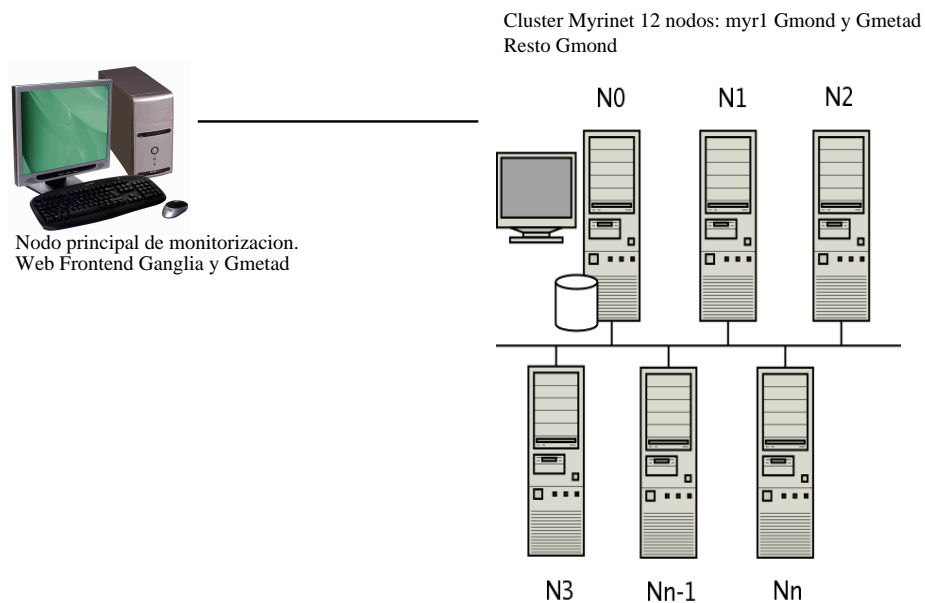 Cluster Myrinet 12 nodos: myr1 Gmond y Gmetad
Resto Gmond
N0 N1 N2
Nodo principal de monitorizacion.
Web Frontend Ganglia y Gmetad
N3 Nn-1 Nn